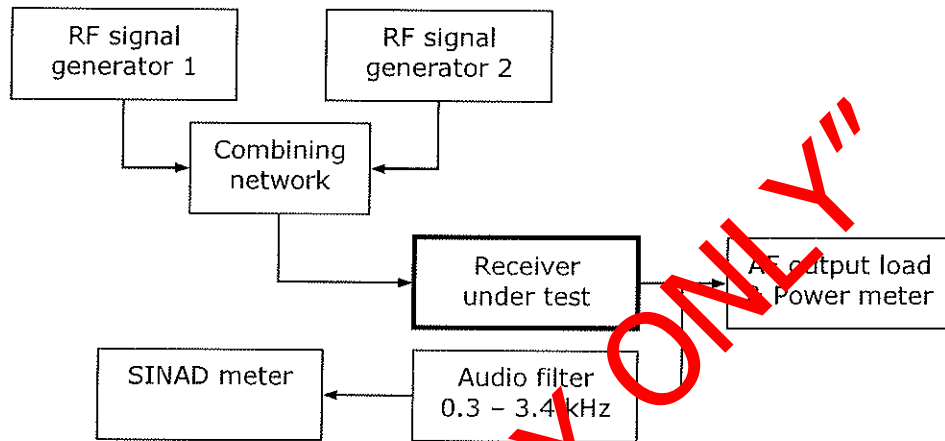 RF signal
generator 1
RF signal
generator 2
Combining
network
Receiver
under test
AF output load
& Power meter
SINAD meter
Audio filter
0.3 – 3.4 kHz
Y ONLY”